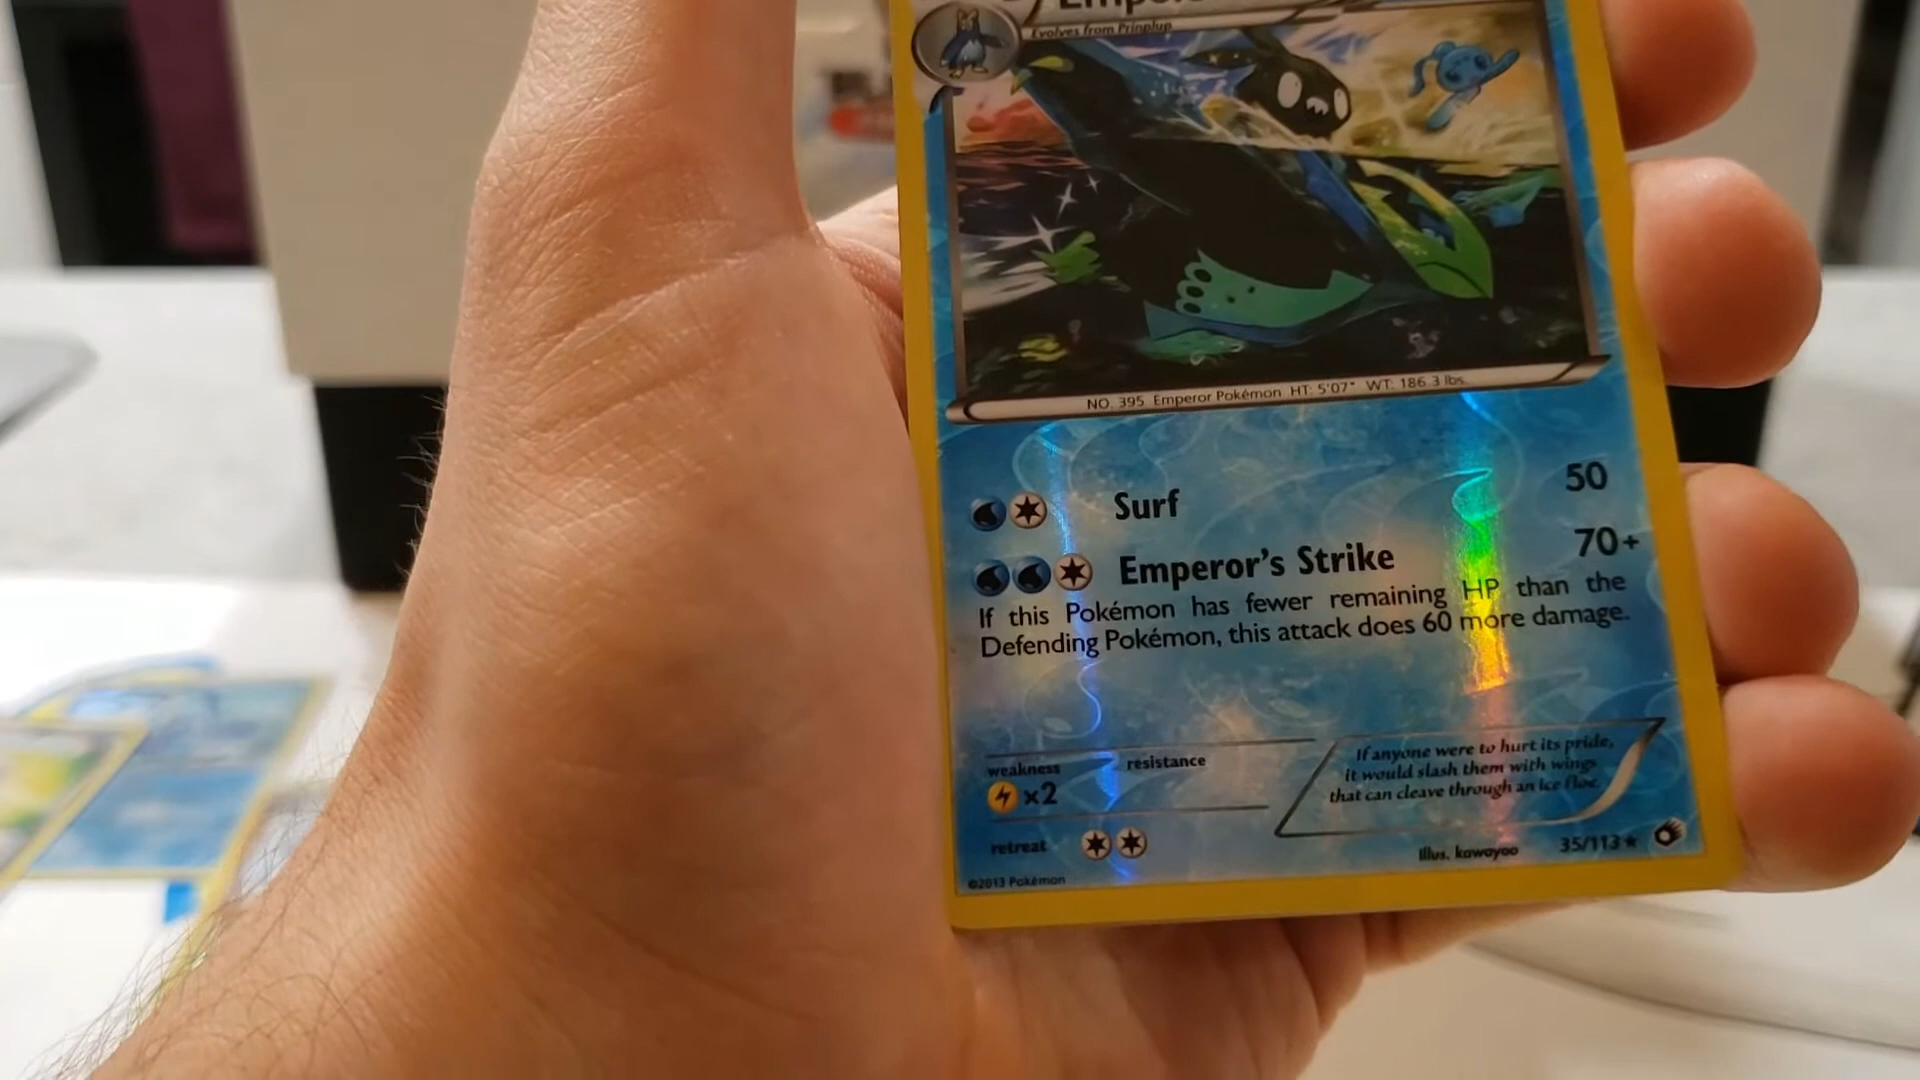 Evolves from Prinplup
NO. 395 Emperor Pokémon HT: 5'07" WT: 186.3 lbs.
Surf 50
Emperor's Strike 70+
If this Pokémon has fewer remaining HP than the
Defending Pokémon, this attack does 60 more damage.
weakness resistance
x2
If anyone were to hurt its pride,
it would slash them with wings
that can cleave through an ice floe.
retreat
Illus. kawayoo 35/113
©2013 Pokémon